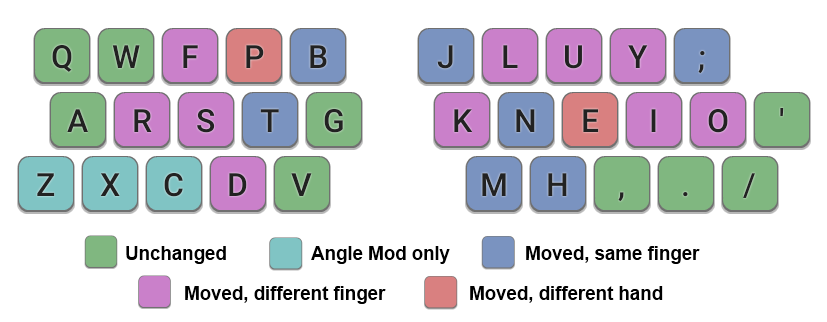 Q W F P B J L U Y ;
A R S T G K N E I O '
Z X C D V M H , . /
Unchanged Angle Mod only Moved, same finger
Moved, different finger Moved, different hand